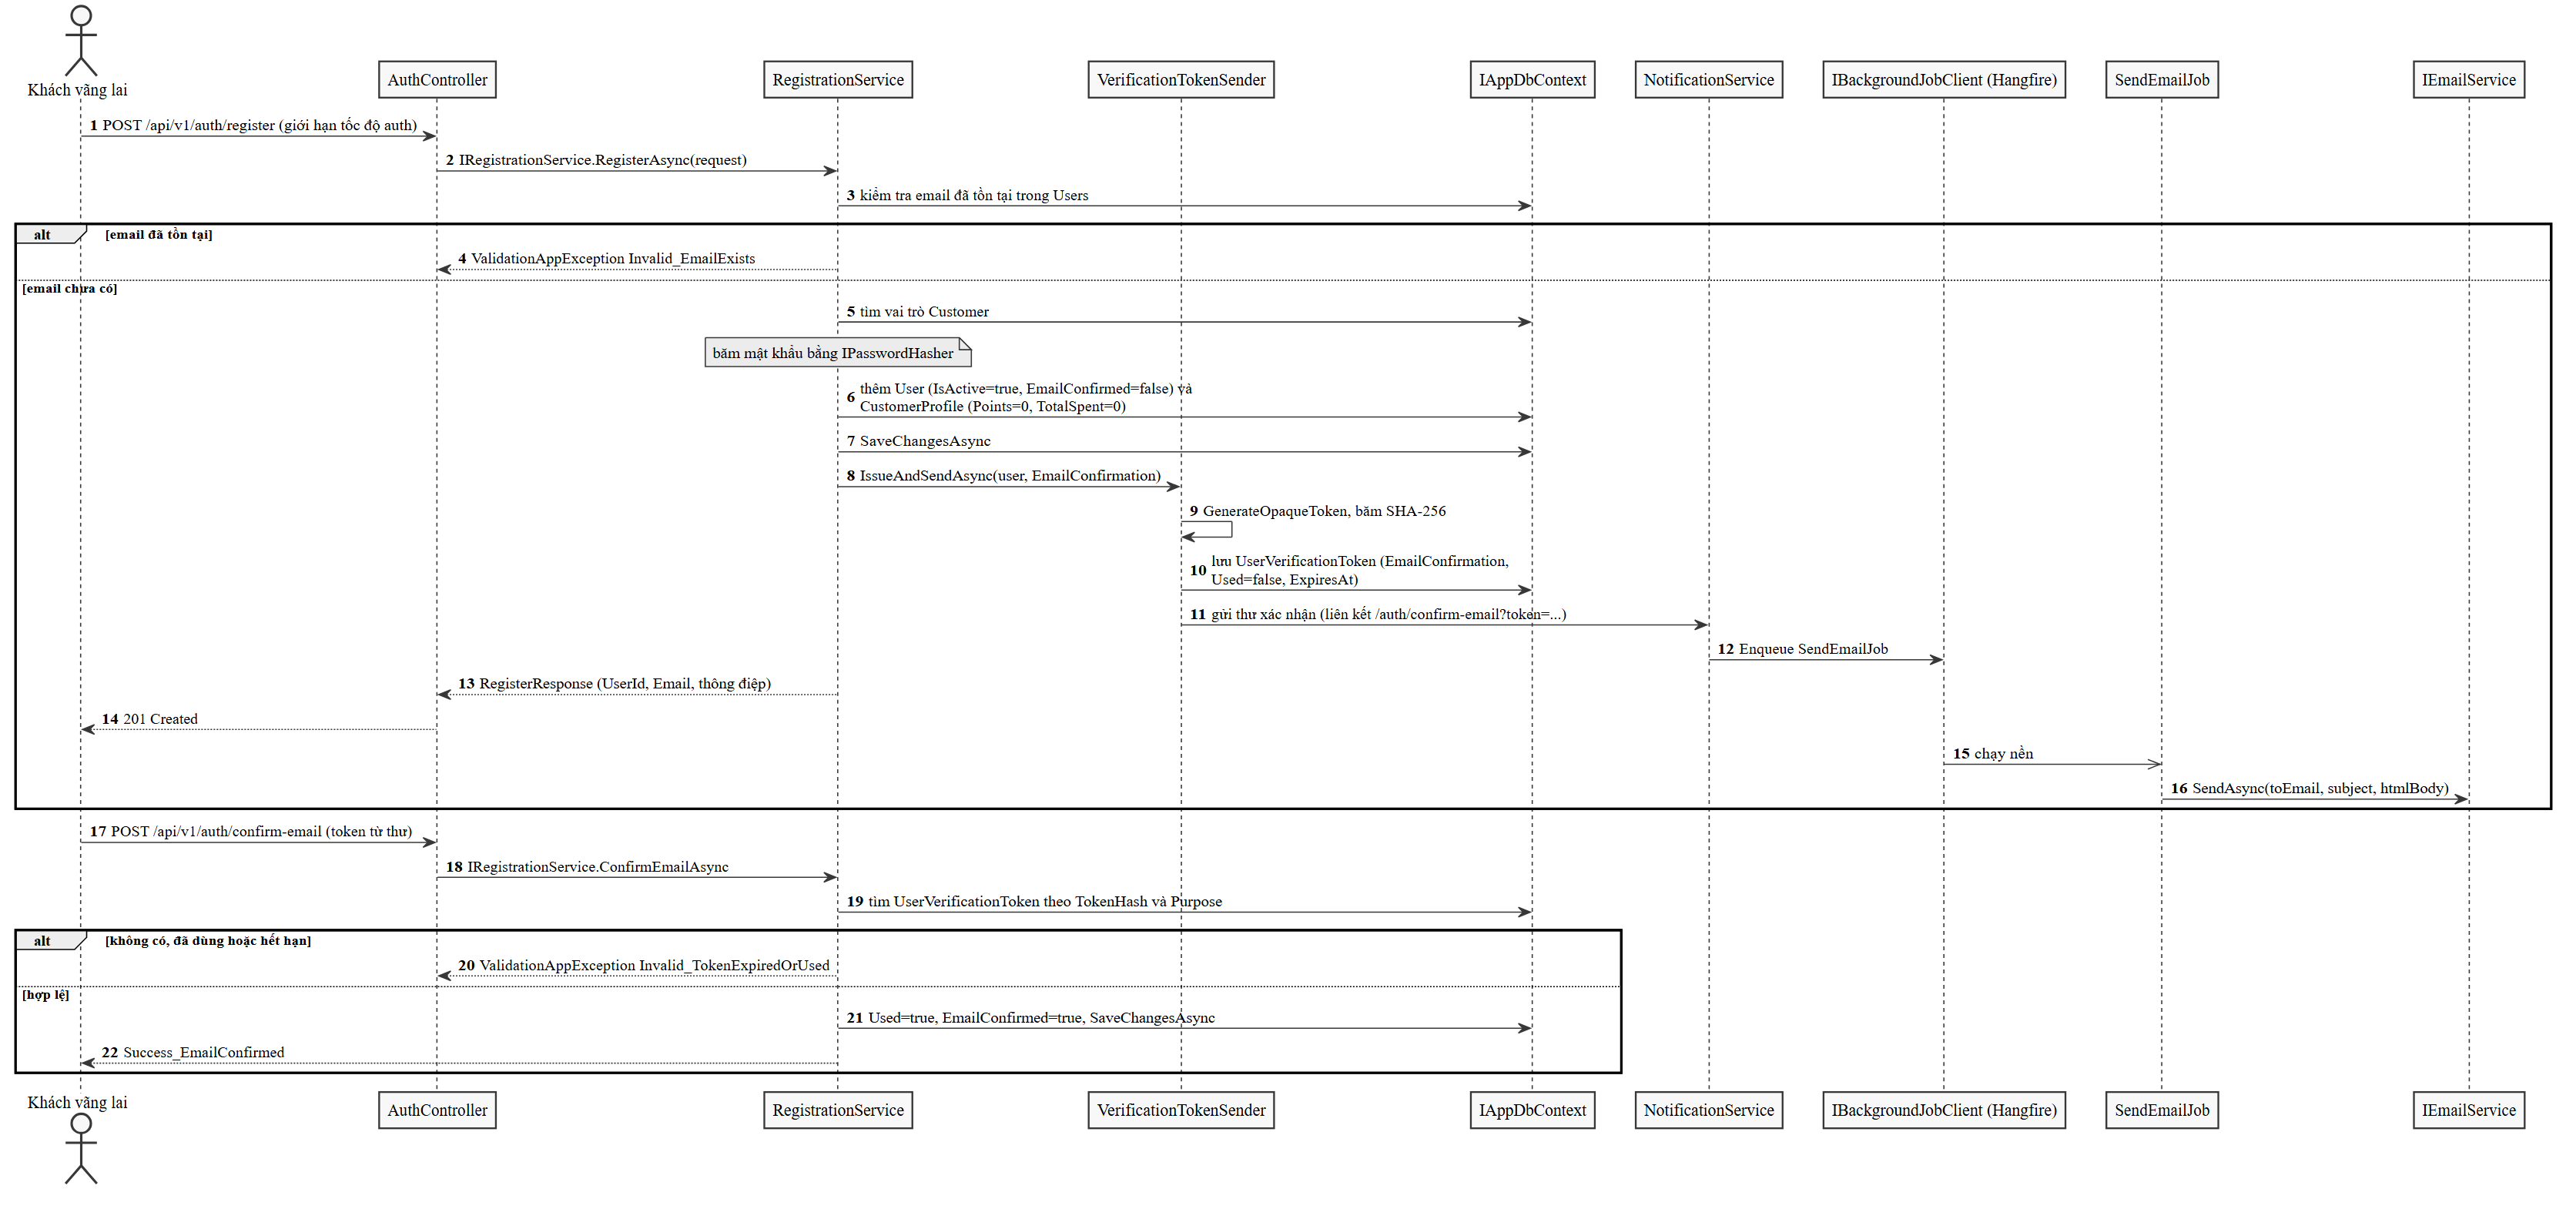 Khách vãng lai
AuthController
RegistrationService
VerificationTokenSender
IAppDbContext
NotificationService
IBackgroundJobClient (Hangfire)
SendEmailJob
IEmailService
1 POST /api/v1/auth/register (giới hạn tốc độ auth)
2 IRegistrationService.RegisterAsync(request)
3 kiểm tra email đã tồn tại trong Users
alt [email đã tồn tại]
4 ValidationAppException Invalid_EmailExists
[email chưa có]
5 tìm vai trò Customer
băm mật khẩu bằng IPasswordHasher
6 thêm User (IsActive=true, EmailConfirmed=false) và
CustomerProfile (Points=0, TotalSpent=0)
7 SaveChangesAsync
8 IssueAndSendAsync(user, EmailConfirmation)
9 GenerateOpaqueToken, băm SHA-256
10 lưu UserVerificationToken (EmailConfirmation,
Used=false, ExpiresAt)
11 gửi thư xác nhận (liên kết /auth/confirm-email?token=...)
12 Enqueue SendEmailJob
13 RegisterResponse (UserId, Email, thông điệp)
14 201 Created
15 chạy nền
16 SendAsync(toEmail, subject, htmlBody)
17 POST /api/v1/auth/confirm-email (token từ thư)
18 IRegistrationService.ConfirmEmailAsync
19 tìm UserVerificationToken theo TokenHash và Purpose
alt [không có, đã dùng hoặc hết hạn]
20 ValidationAppException Invalid_TokenExpiredOrUsed
[hợp lệ]
21 Used=true, EmailConfirmed=true, SaveChangesAsync
22 Success_EmailConfirmed
Khách vãng lai
AuthController
RegistrationService
VerificationTokenSender
IAppDbContext
NotificationService
IBackgroundJobClient (Hangfire)
SendEmailJob
IEmailService